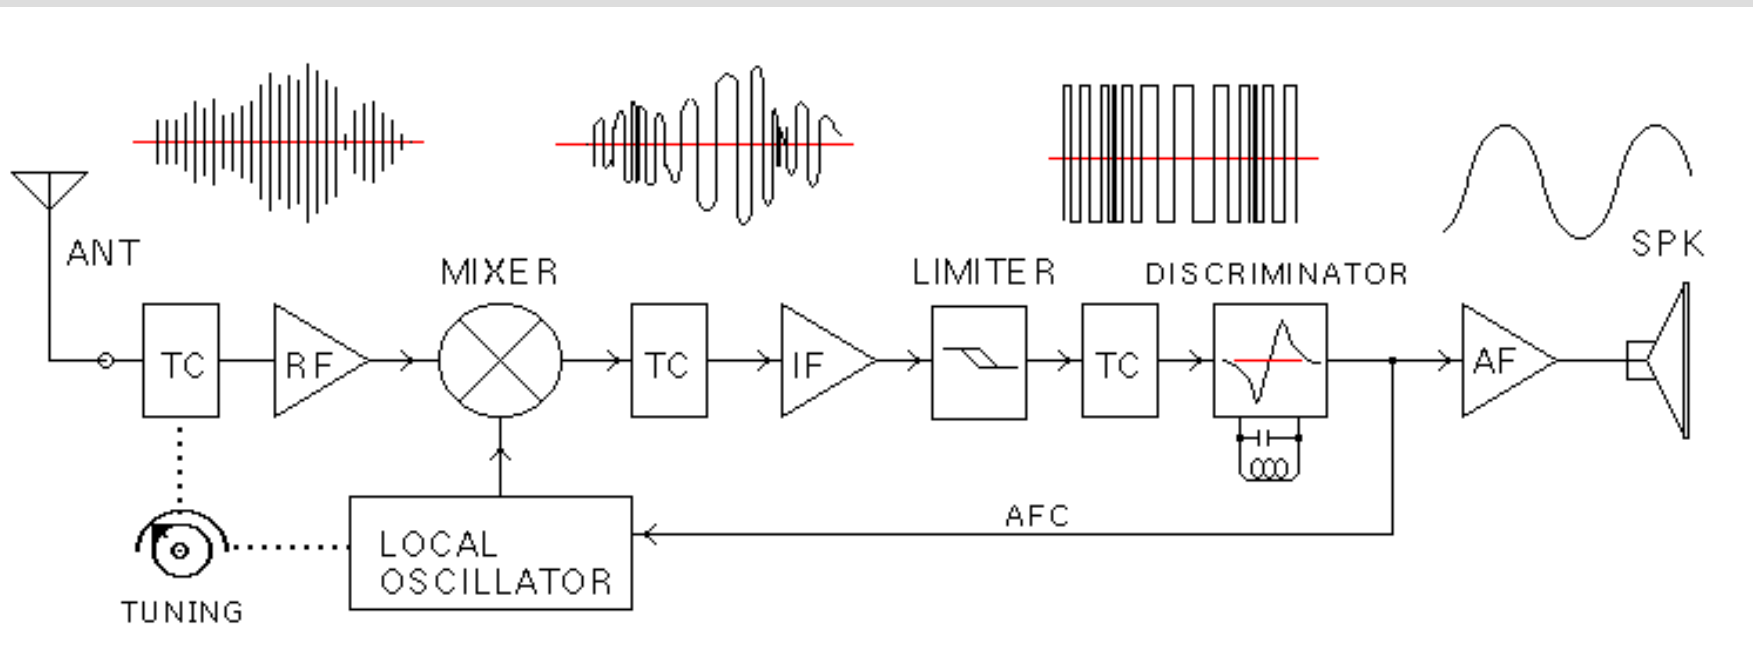 ANT
MIXER
LIMITER
DISCRIMINATOR
SPK
TC
RF
TC
IF
TC
AF
AFC
LOCAL
OSCILLATOR
TUNING